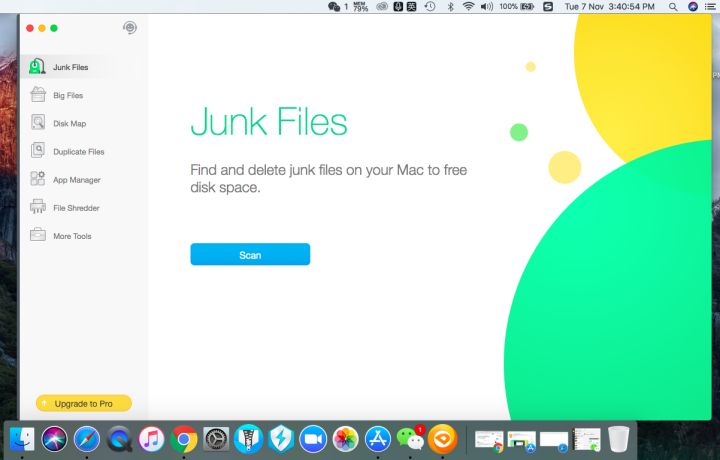 1 MEM 79% 英 100% Tue 7 Nov 3:40:54 PM
Junk Files
Big Files
Disk Map
Duplicate Files
App Manager
File Shredder
More Tools
Upgrade to Pro
Junk Files
Find and delete junk files on your Mac to free
disk space.
Scan
1